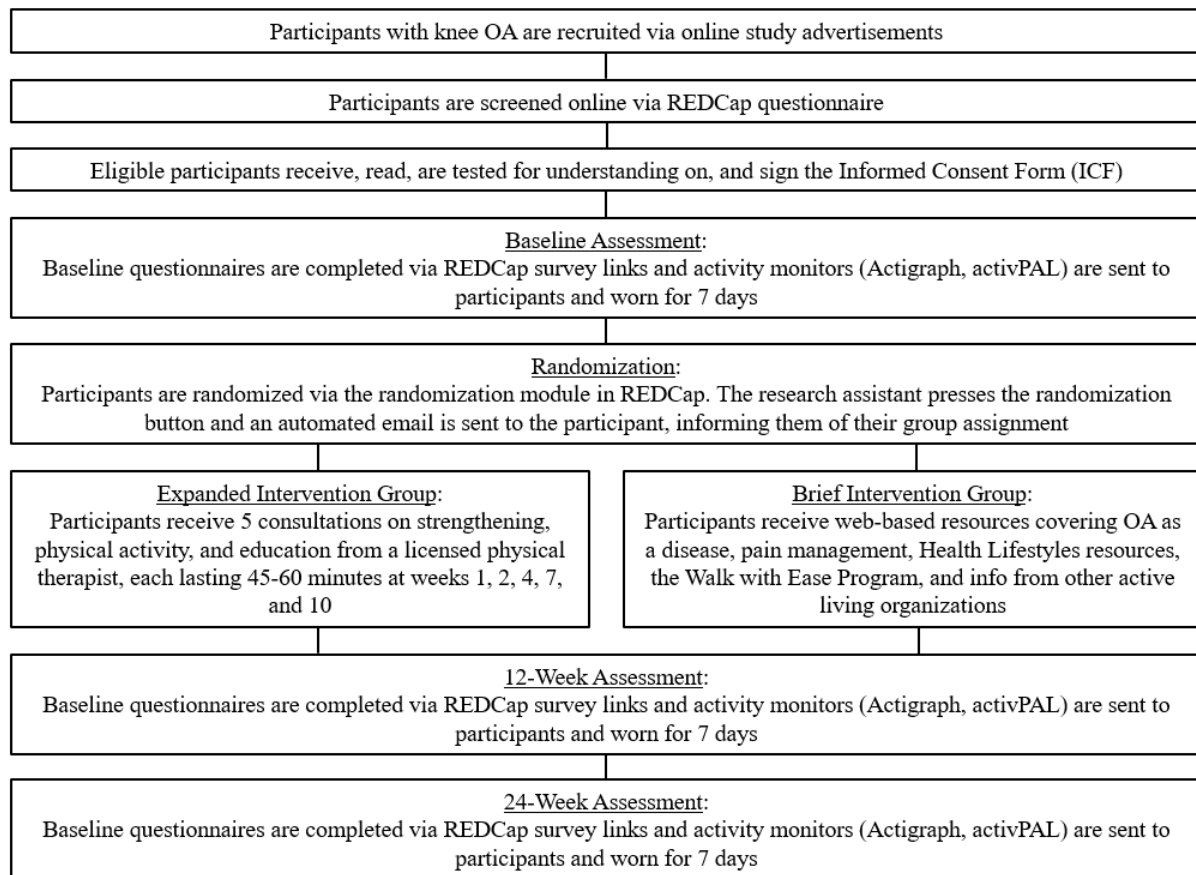 Participants with knee OA are recruited via online study advertisements
Participants are screened online via REDCap questionnaire
Eligible participants receive, read, are tested for understanding on, and sign the Informed Consent Form (ICF)
Baseline Assessment:
Baseline questionnaires are completed via REDCap survey links and activity monitors (Actigraph, activPAL) are sent to
participants and worn for 7 days
Randomization:
Participants are randomized via the randomization module in REDCap. The research assistant presses the randomization
button and an automated email is sent to the participant, informing them of their group assignment
Expanded Intervention Group:
Participants receive 5 consultations on strengthening,
physical activity, and education from a licensed physical
therapist, each lasting 45-60 minutes at weeks 1, 2, 4, 7,
and 10
Brief Intervention Group:
Participants receive web-based resources covering OA as
a disease, pain management, Health Lifestyles resources,
the Walk with Ease Program, and info from other active
living organizations
12-Week Assessment:
Baseline questionnaires are completed via REDCap survey links and activity monitors (Actigraph, activPAL) are sent to
participants and worn for 7 days
24-Week Assessment:
Baseline questionnaires are completed via REDCap survey links and activity monitors (Actigraph, activPAL) are sent to
participants and worn for 7 days